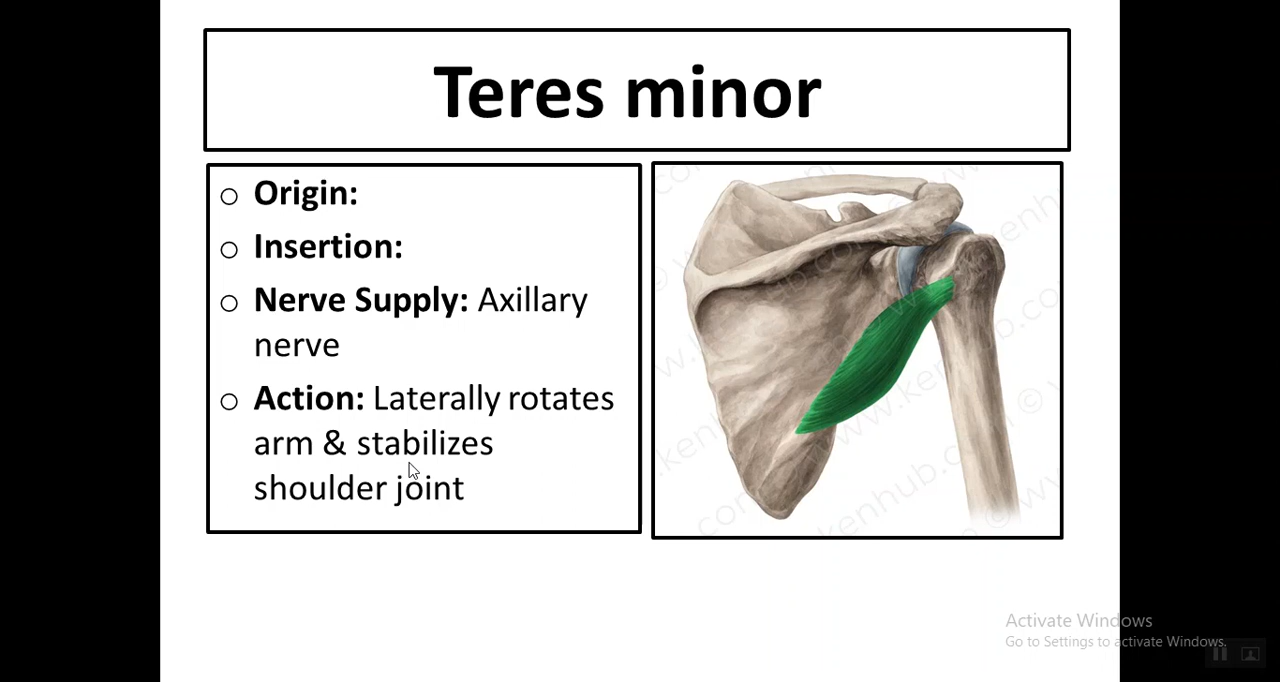 Teres minor
○ Origin:
○ Insertion:
○ Nerve Supply: Axillary
nerve
○ Action: Laterally rotates
arm & stabilizes
shoulder joint
Activate Windows
Go to Settings to activate Windows.